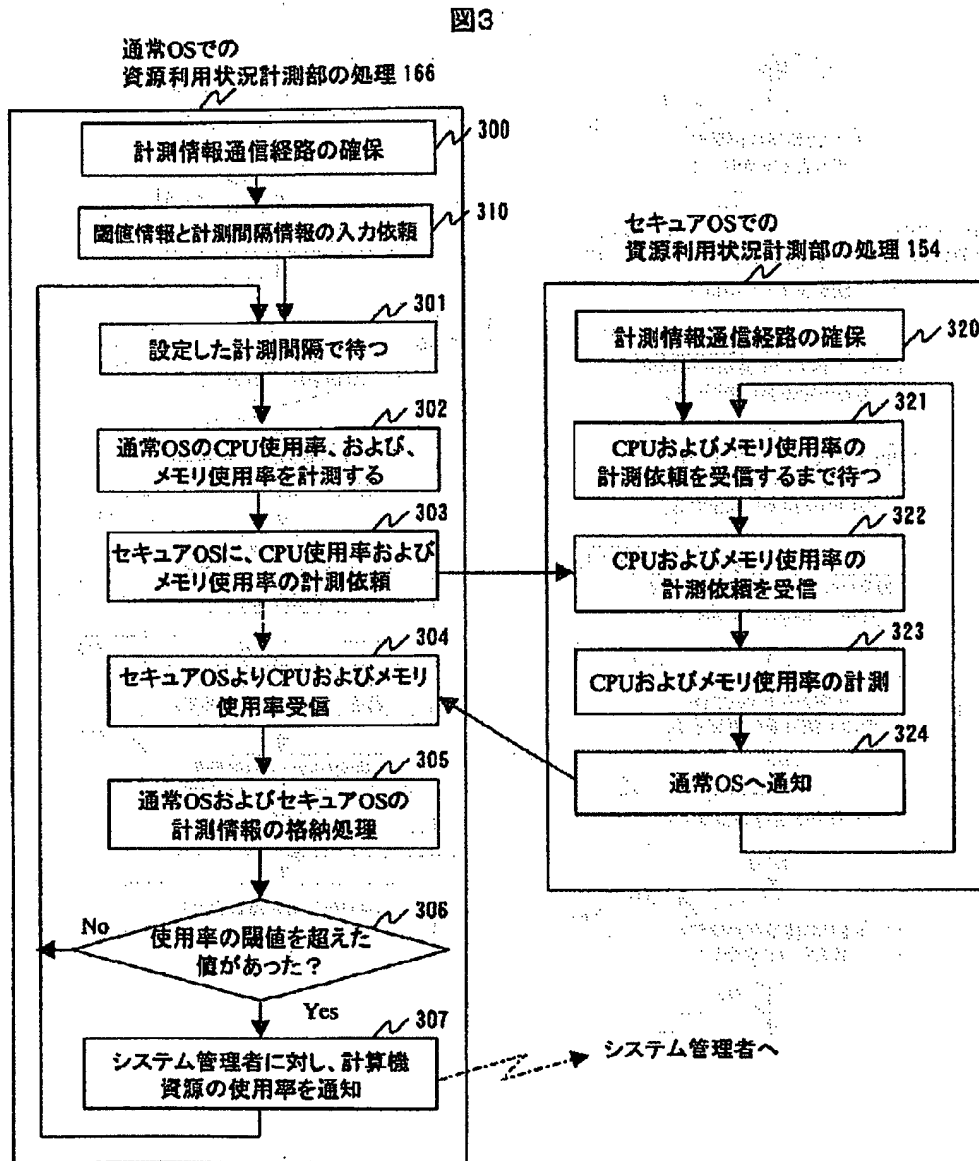 図3
通常OSでの
資源利用状況計測部の処理 166
計測情報通信経路の確保
300
閾値情報と計測間隔情報の入力依頼
310
301
設定した計測間隔で待つ
302
通常OSのCPU使用率、および、
メモリ使用率を計測する
303
セキュアOSに、CPU使用率および
メモリ使用率の計測依頼
304
セキュアOSよりCPUおよびメモリ
使用率受信
305
通常OSおよびセキュアOSの
計測情報の格納処理
306
No
使用率の閾値を超えた
値があった？
Yes
307
システム管理者に対し、計算機
資源の使用率を通知
システム管理者へ
セキュアOSでの
資源利用状況計測部の処理 154
計測情報通信経路の確保
320
321
CPUおよびメモリ使用率の
計測依頼を受信するまで待つ
322
CPUおよびメモリ使用率の
計測依頼を受信
323
CPUおよびメモリ使用率の計測
324
通常OSへ通知